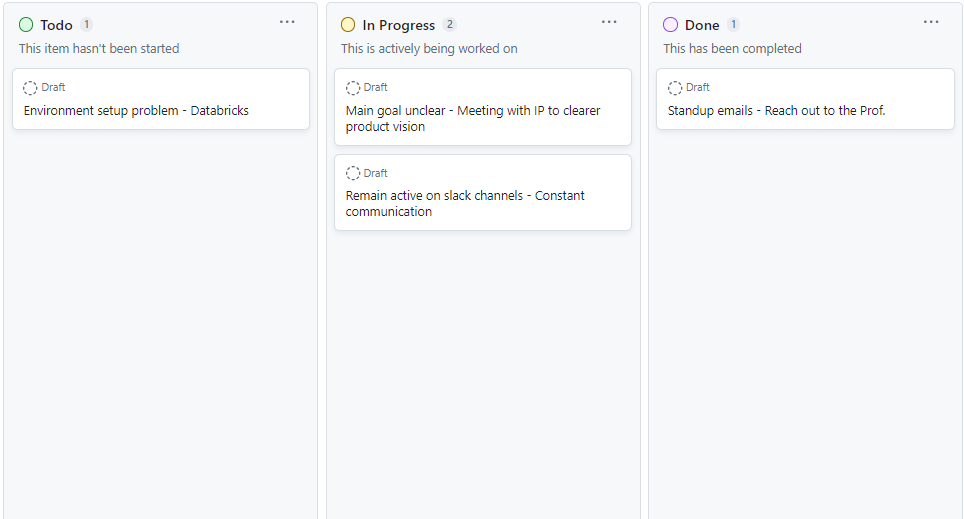 Todo 1
This item hasn't been started
Draft
Environment setup problem - Databricks
In Progress 2
This is actively being worked on
Draft
Main goal unclear - Meeting with IP to clearer
product vision
Draft
Remain active on slack channels - Constant
communication
Done 1
This has been completed
Draft
Standup emails - Reach out to the Prof.